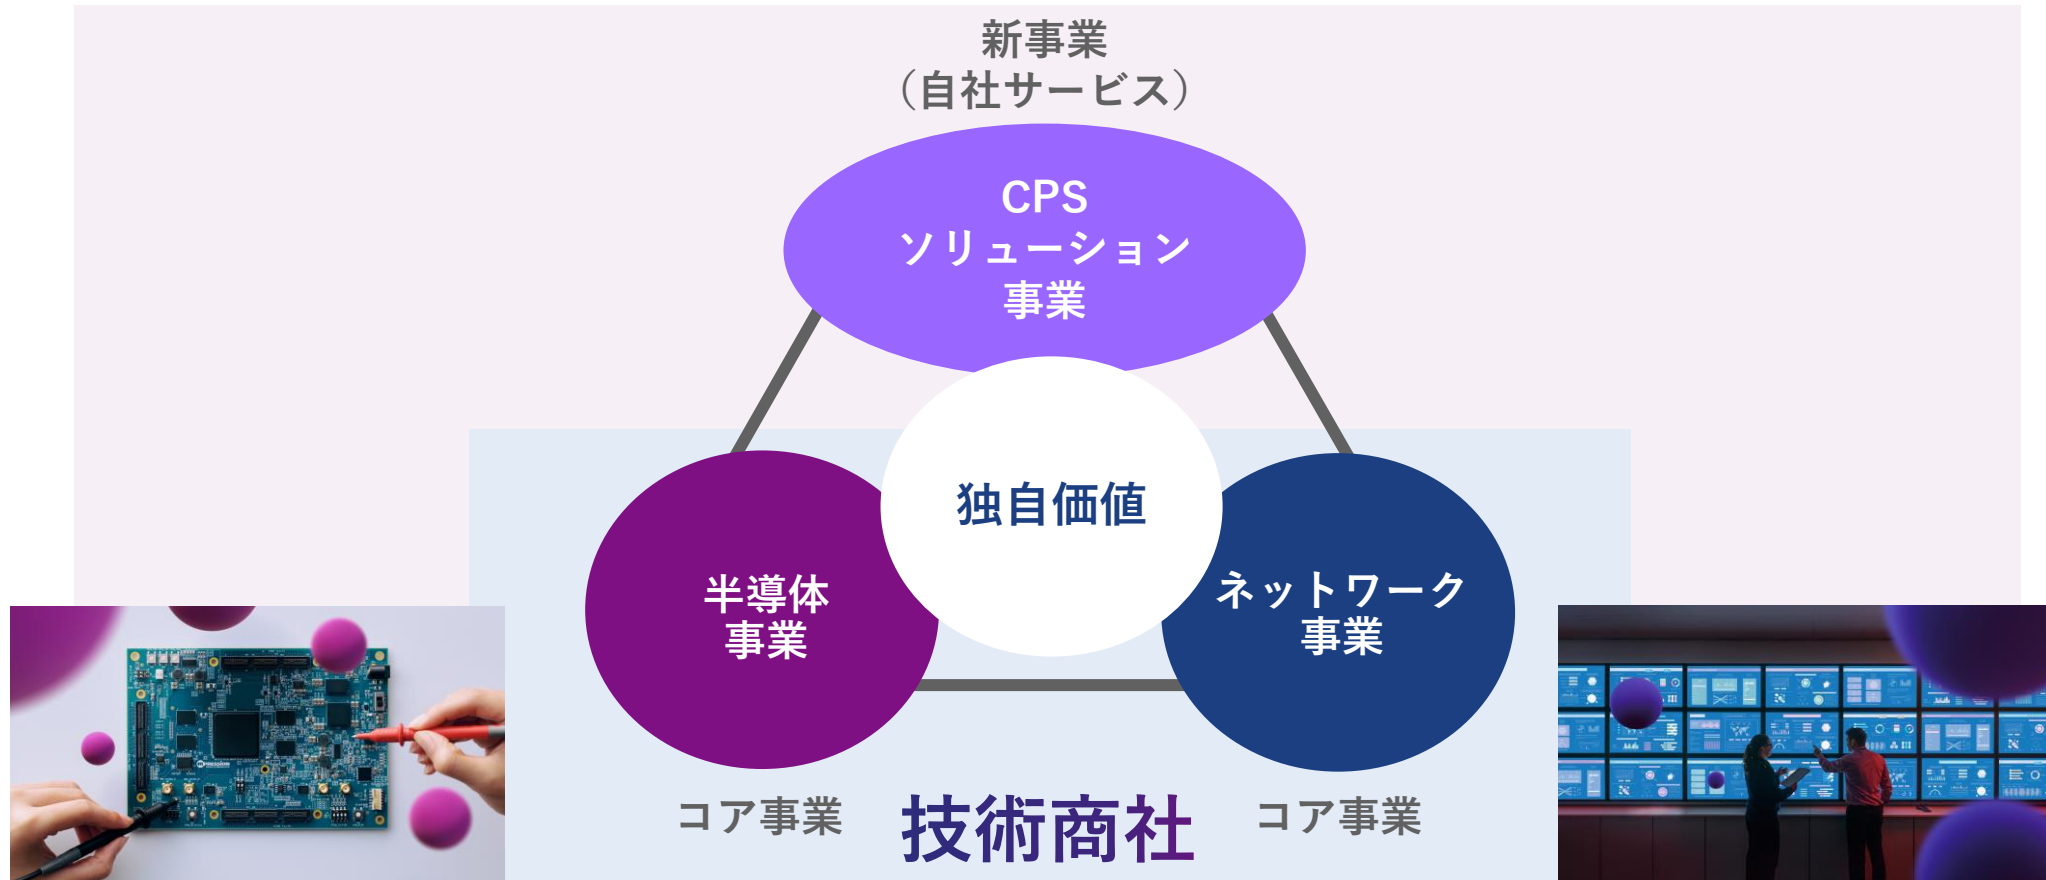 新事業
（自社サービス）
CPS
ソリューション
事業
独自価値
半導体
事業
ネットワーク
事業
コア事業
技術商社
コア事業